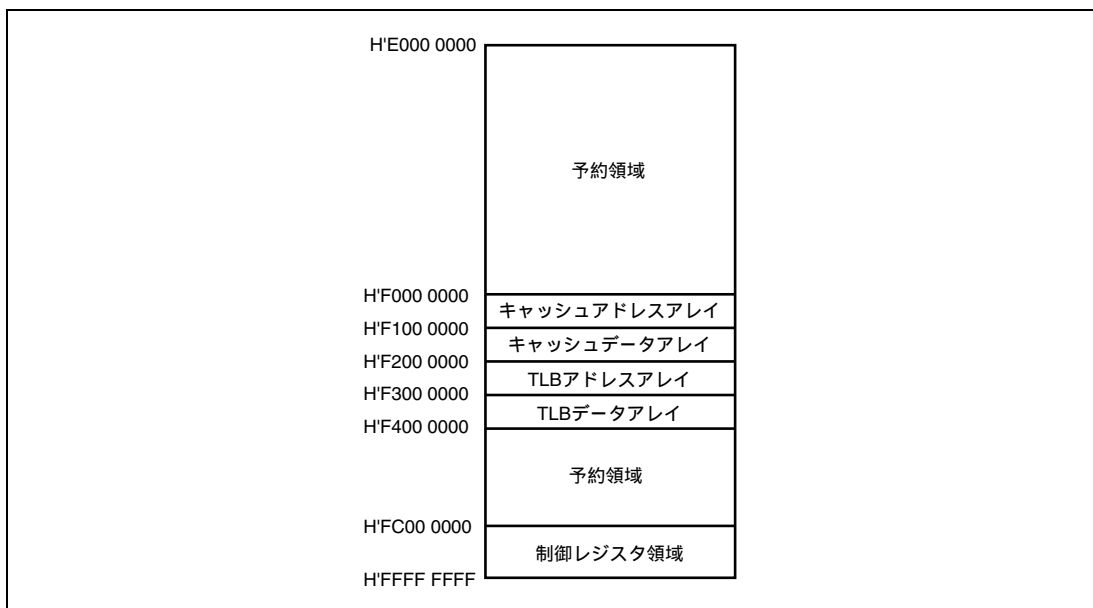 H'E000 0000
予約領域
H'F000 0000
キャッシュアドレスアレイ
H'F100 0000
キャッシュデータアレイ
H'F200 0000
TLBアドレスアレイ
H'F300 0000
TLBデータアレイ
H'F400 0000
予約領域
H'FC00 0000
制御レジスタ領域
H'FFFF FFFF